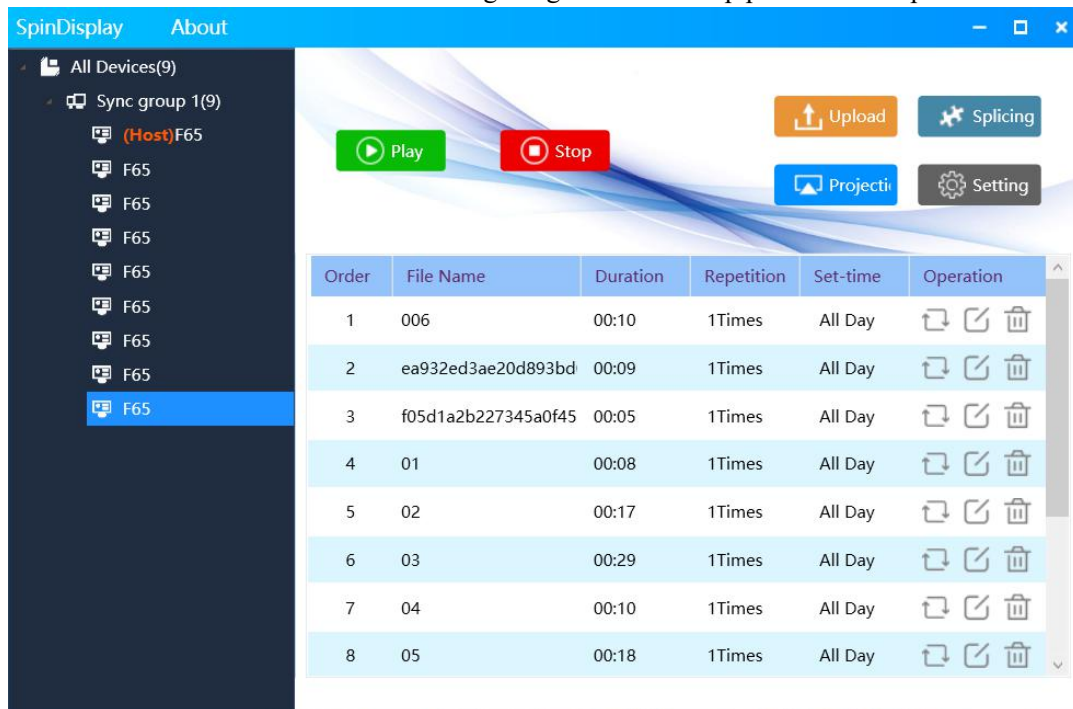 SpinDisplay About
All Devices(9)
Sync group 1(9)
(Host)F65
F65
F65
F65
F65
F65
F65
F65
F65
Play Stop
Upload Splicing
Projectio Setting
Order File Name Duration Repetition Set-time Operation
1 006 00:10 1Times All Day
2 ea932ed3ae20d893bd 00:09 1Times All Day
3 f05d1a2b227345a0f45 00:05 1Times All Day
4 01 00:08 1Times All Day
5 02 00:17 1Times All Day
6 03 00:29 1Times All Day
7 04 00:10 1Times All Day
8 05 00:18 1Times All Day